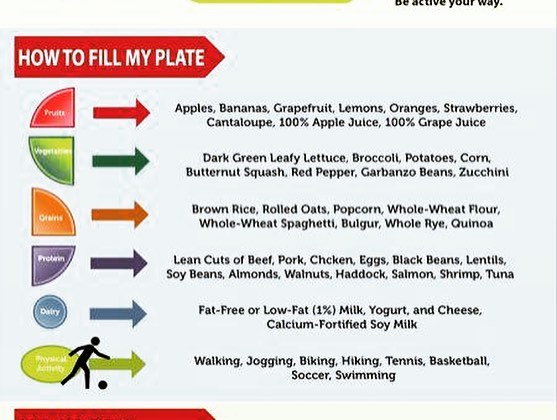 Be active your way.
HOW TO FILL MY PLATE
Fruits
Apples, Bananas, Grapefruit, Lemons, Oranges, Strawberries,
Cantaloupe, 100% Apple Juice, 100% Grape Juice
Vegetables
Dark Green Leafy Lettuce, Broccoli, Potatoes, Corn,
Butternut Squash, Red Pepper, Garbanzo Beans, Zucchini
Grains
Brown Rice, Rolled Oats, Popcorn, Whole-Wheat Flour,
Whole-Wheat Spaghetti, Bulgur, Whole Rye, Quinoa
Protein
Lean Cuts of Beef, Pork, Chcken, Eggs, Black Beans, Lentils,
Soy Beans, Almonds, Walnuts, Haddock, Salmon, Shrimp, Tuna
Dairy
Fat-Free or Low-Fat (1%) Milk, Yogurt, and Cheese,
Calcium-Fortified Soy Milk
Physical
Activity
Walking, Jogging, Biking, Hiking, Tennis, Basketball,
Soccer, Swimming